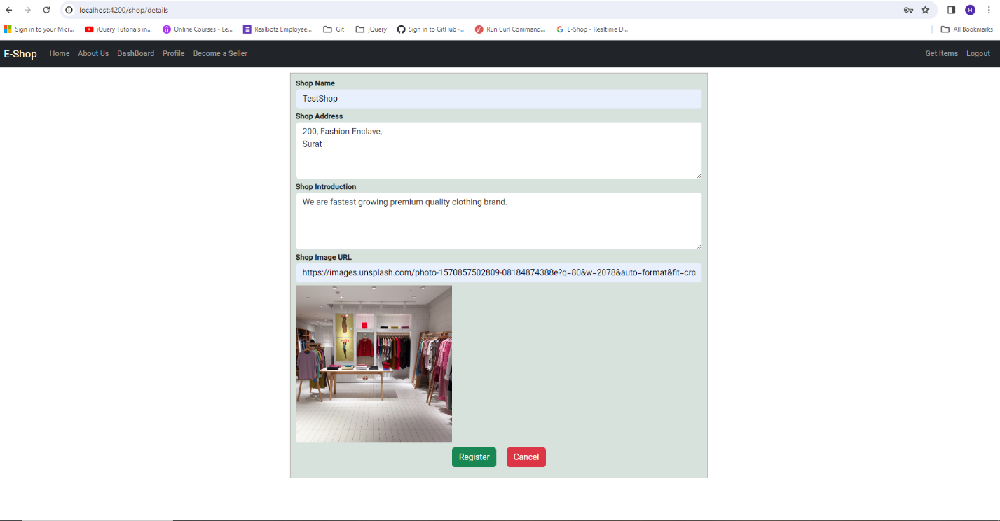 localhost:4200/shop/details
H
Sign in to your Micr...
jQuery Tutorials in...
Online Courses - Le...
Realbotz Employee...
Git
jQuery
Sign in to GitHub ·...
Run Curl Command...
E-Shop - Realtime D...
All Bookmarks
E-Shop
Home
About Us
DashBoard
Profile
Become a Seller
Get Items
Logout
Shop Name
TestShop
Shop Address
200, Fashion Enclave,
Surat
Shop Introduction
We are fastest growing premium quality clothing brand.
Shop Image URL
https://images.unsplash.com/photo-1570857502809-08184874388e?q=80&w=2078&auto=format&fit=cro
Register
Cancel